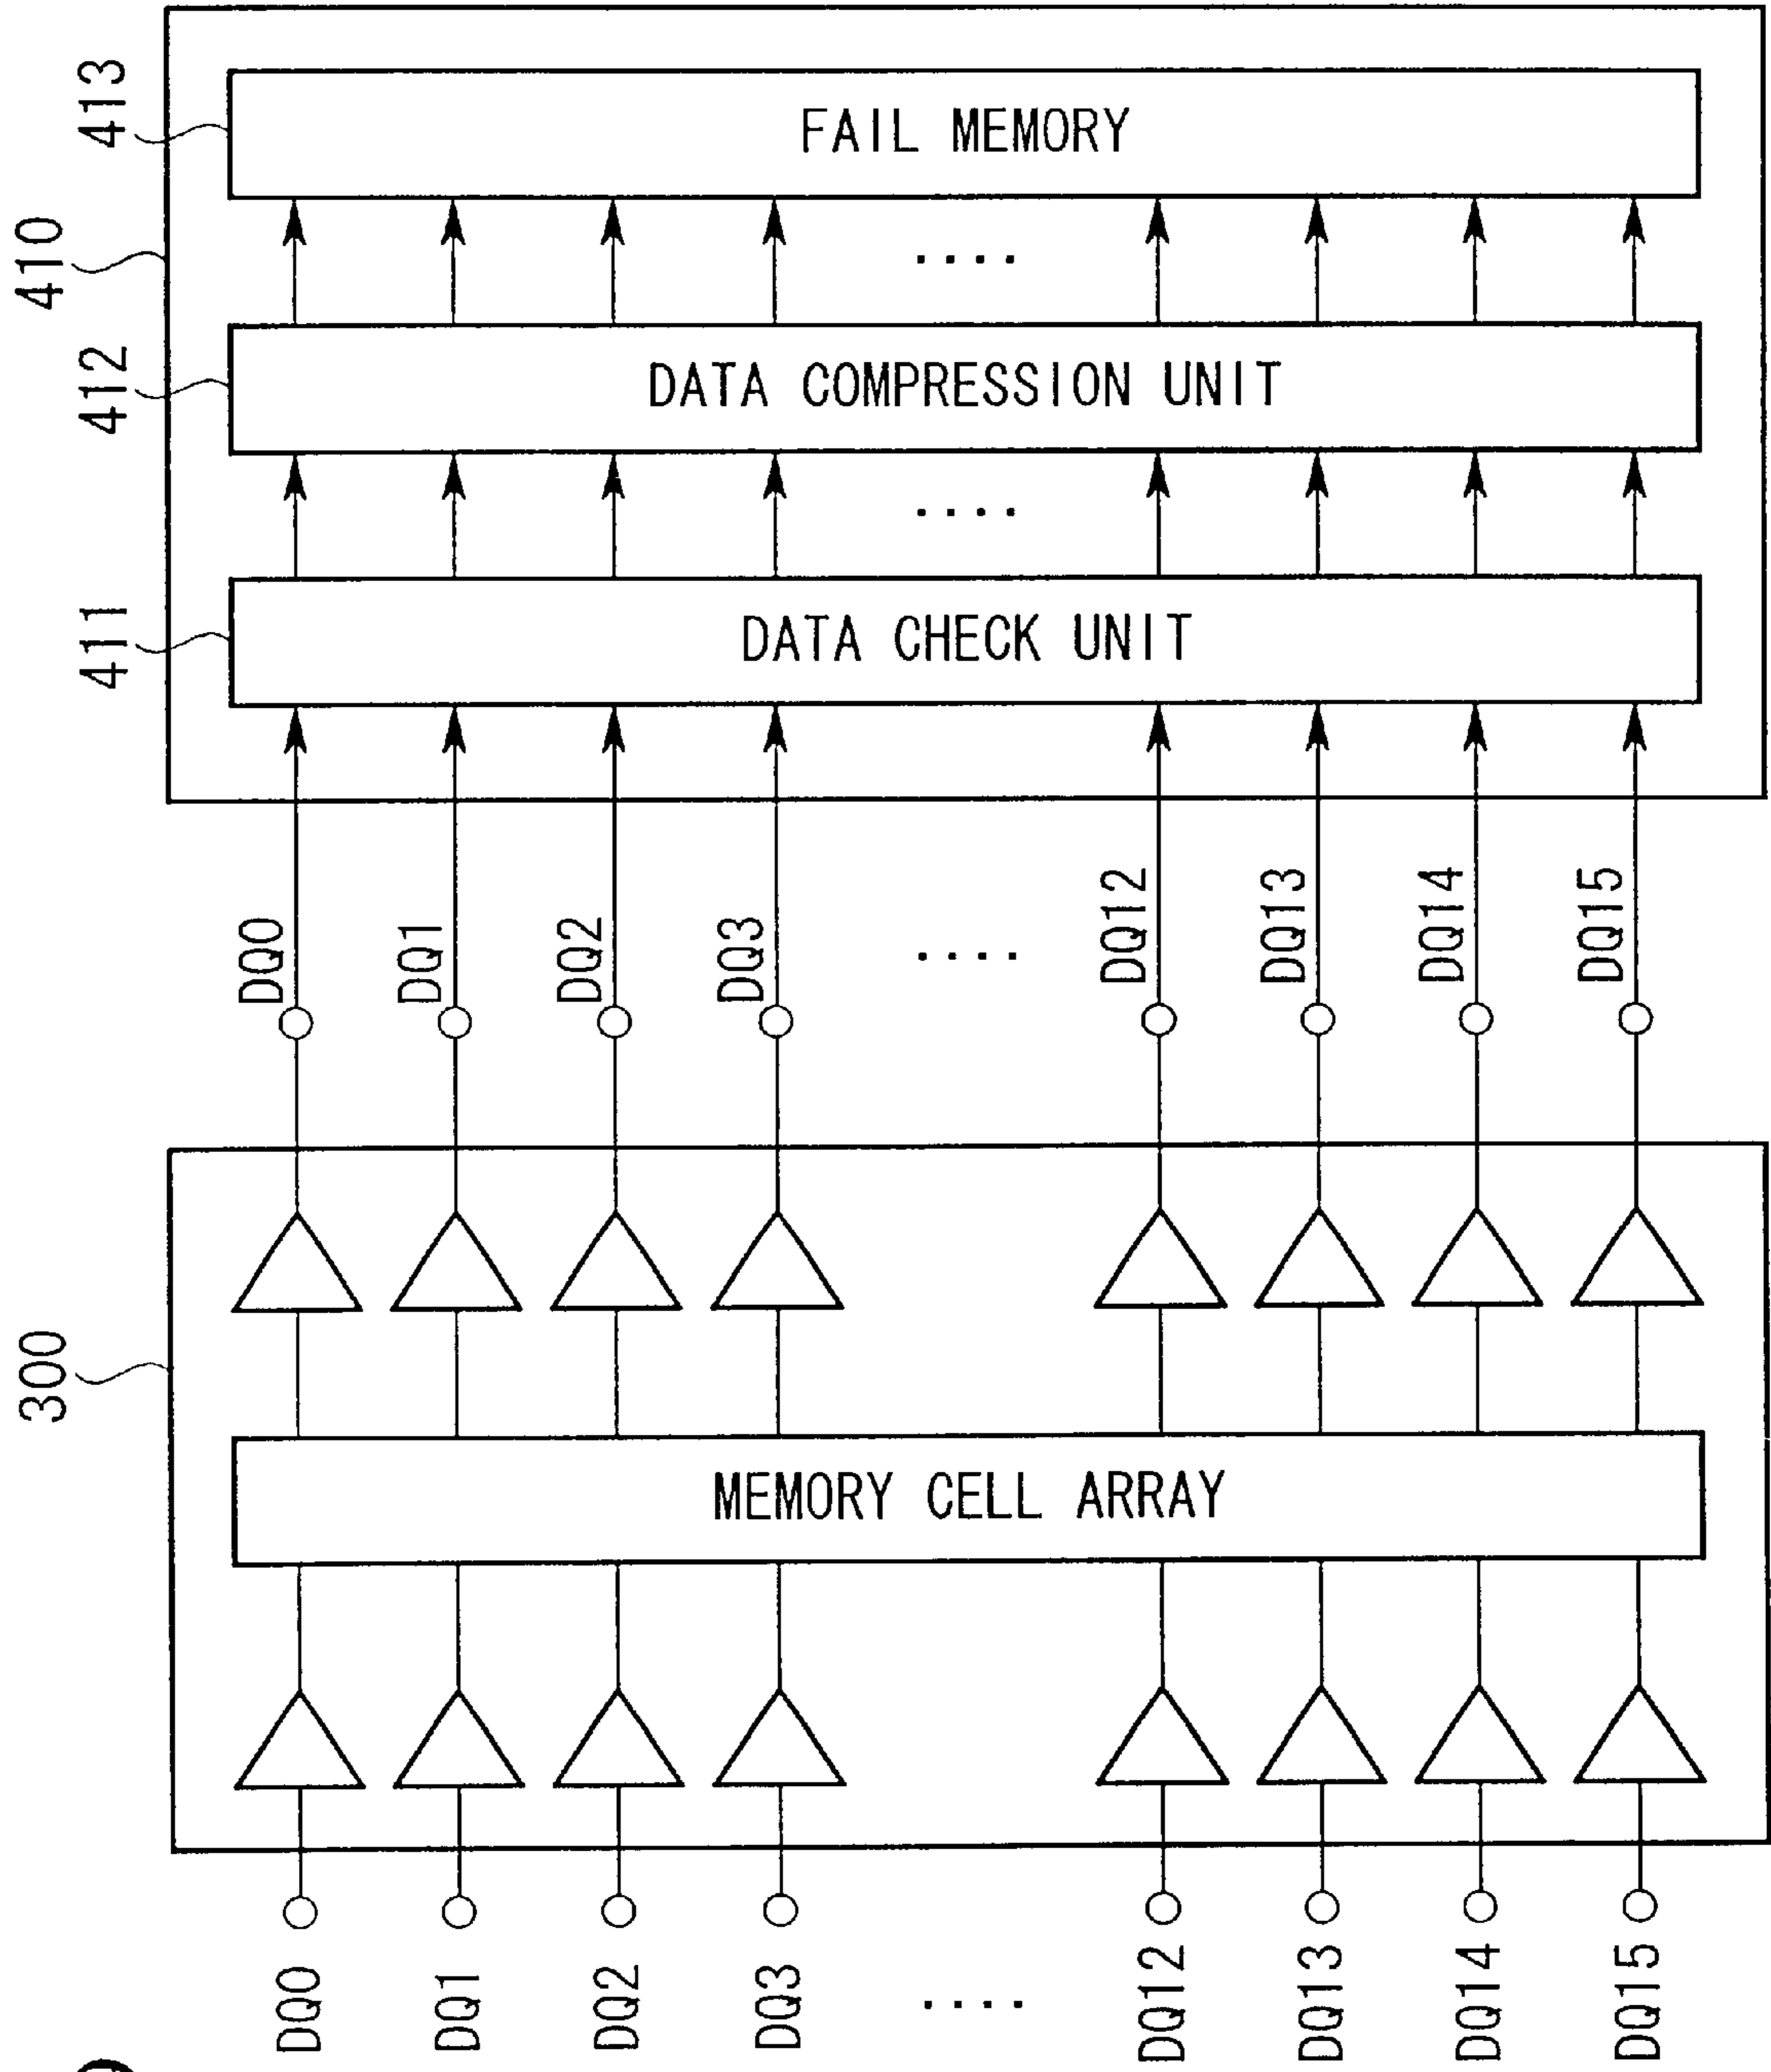 410
413
FAIL MEMORY
....
412
DATA COMPRESSION UNIT
....
411
DATA CHECK UNIT
DQ0
DQ1
DQ2
DQ3
....
DQ12
DQ13
DQ14
DQ15
300
MEMORY CELL ARRAY
DQ0
DQ1
DQ2
DQ3
....
DQ12
DQ13
DQ14
DQ15